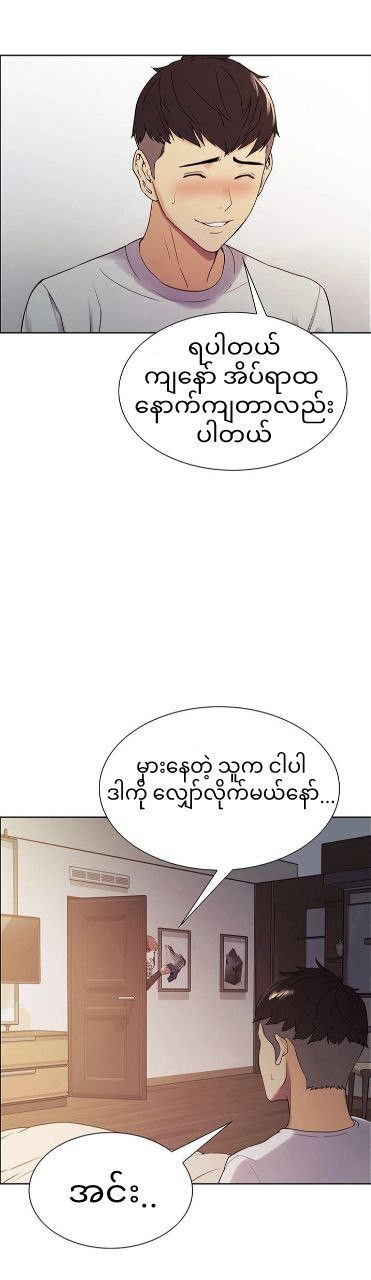 ရပါတယ်
ကျနော် အိပ်ရာထ
နောက်ကျတာလည်း
ပါတယ်
မှားနေတဲ့ သူက ငါပါ
ဒါကို လျှော်လိုက်မယ်နော်...
အင်း..